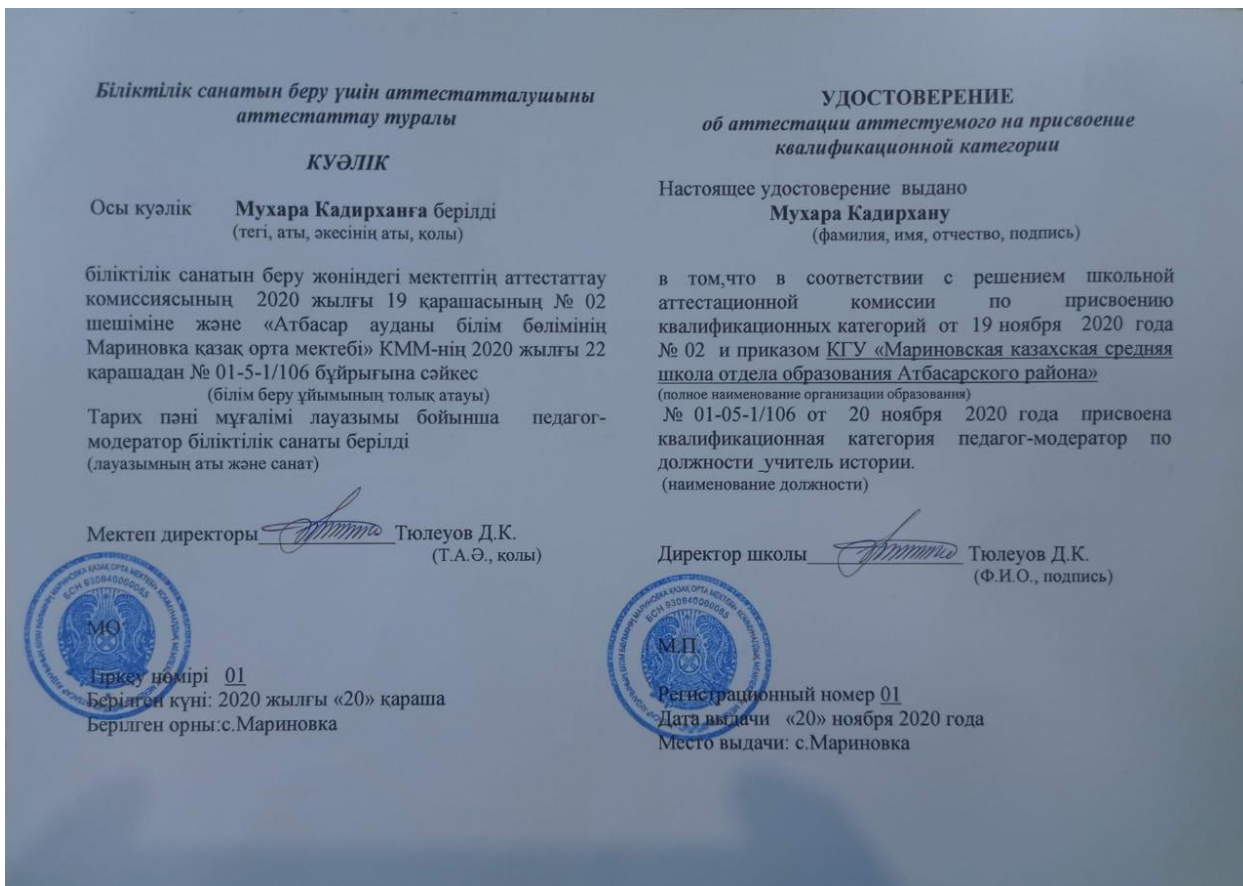 Біліктілік санатын беру үшін аттестатталушыны
аттестаттау туралы
КУӘЛІК
Осы куәлік Мухара Кадирханға берілді
(тегі, аты, әкесінің аты, қолы)
біліктілік санатын беру жөніндегі мектептің аттестаттау
комиссиясының 2020 жылғы 19 қарашасының № 02
шешіміне және «Атбасар ауданы білім бөлімінің
Мариновка қазақ орта мектебі» КММ-нің 2020 жылғы 22
қарашадан № 01-5-1/106 бұйрығына сәйкес
(білім беру ұйымының толық атауы)
Тарих пәні мұғалімі лауазымы бойынша педагог-
модератор біліктілік санаты берілді
(лауазымның аты және санат)
Мектеп директоры Тюлеуов Д.К.
(Т.А.Ә., қолы)
БСН 930840000065
МО
Тіркеу нөмірі 01
Берілген күні: 2020 жылғы «20» қараша
Берілген орны:с.Мариновка
УДОСТОВЕРЕНИЕ
об аттестации аттестуемого на присвоение
квалификационной категории
Настоящее удостоверение выдано
Мухара Кадирхану
(фамилия, имя, отчество, подпись)
в том,что в соответствии с решением школьной
аттестационной комиссии по присвоению
квалификационных категорий от 19 ноября 2020 года
№ 02 и приказом КГУ «Мариновская казахская средняя
школа отдела образования Атбасарского района»
(полное наименование организации образования)
№ 01-05-1/106 от 20 ноября 2020 года присвоена
квалификационная категория педагог-модератор по
должности _учитель истории.
(наименование должности)
Директор школы Тюлеуов Д.К.
(Ф.И.О., подпись)
БСН 930840000065
М.П.
Регистрационный номер 01
Дата выдачи «20» ноября 2020 года
Место выдачи: с.Мариновка